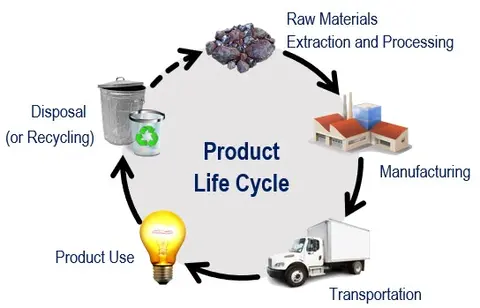 Raw Materials
Extraction and Processing
Manufacturing
Transportation
Product Use
Disposal
(or Recycling)
Product
Life Cycle